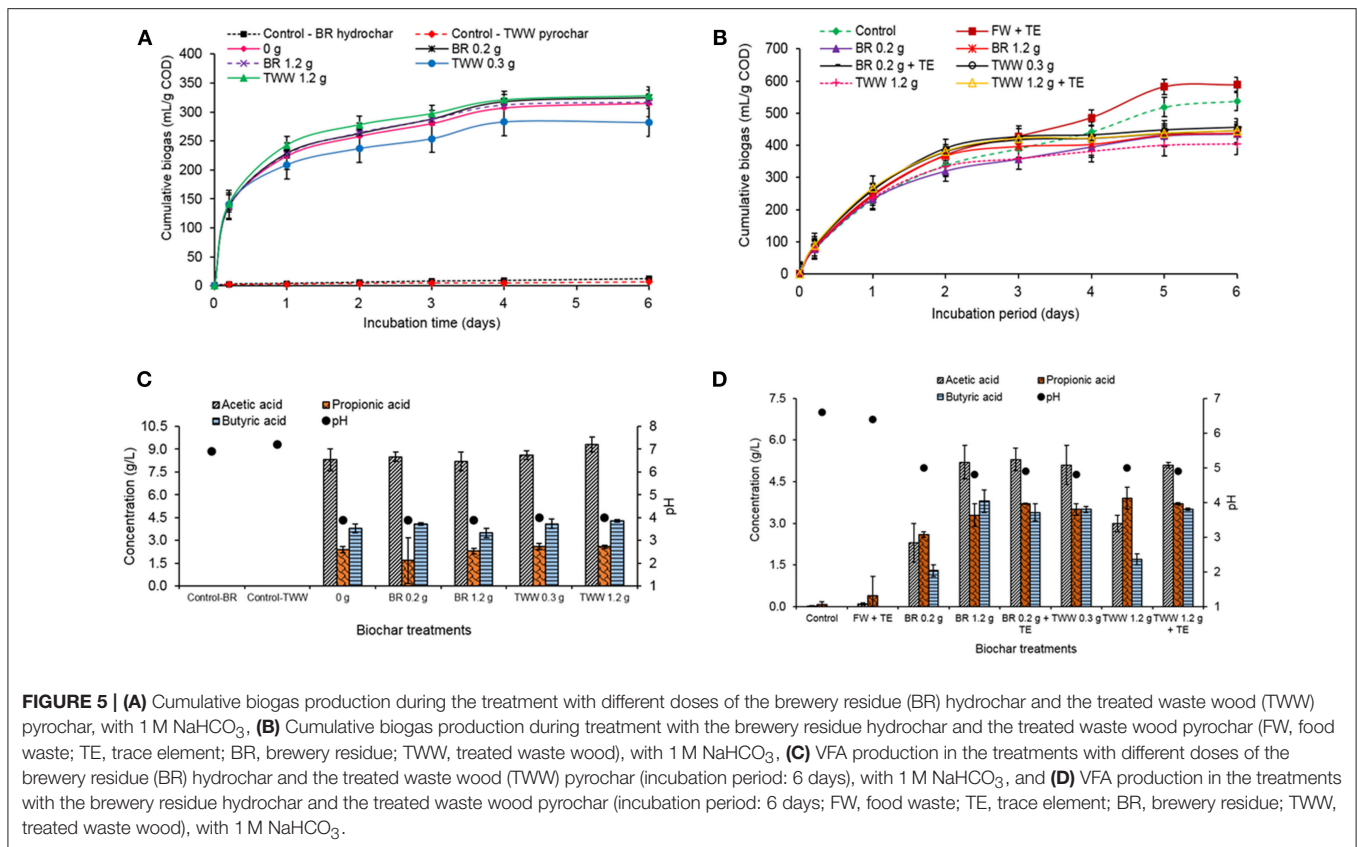 A
Control - BR hydrochar
Control - TWW pyrochar
0 g
BR 0.2 g
BR 1.2 g
TWW 0.3 g
TWW 1.2 g
Cumulative biogas (mL/g COD)
400
350
300
250
200
150
100
50
0
0 1 2 3 4 5 6
Incubation time (days)
B
Control
FW + TE
BR 0.2 g
BR 1.2 g
BR 0.2 g + TE
TWW 0.3 g
TWW 1.2 g
TWW 1.2 g + TE
Cumulative biogas (mL/g COD)
700
600
500
400
300
200
100
0
0 1 2 3 4 5 6
Incubation period (days)
C
Acetic acid
Propionic acid
Butyric acid
pH
Concentration (g/L)
10.5
9.0
7.5
6.0
4.5
3.0
1.5
0.0
8
7
6
5
4
3
2
1
pH
Control-BR Control-TWW 0 g BR 0.2 g BR 1.2 g TWW 0.3 g TWW 1.2 g
Biochar treatments
D
Acetic acid
Propionic acid
Butyric acid
pH
Concentration (g/L)
7.5
6.0
4.5
3.0
1.5
0.0
7
6
5
4
3
2
1
pH
Control FW + TE BR 0.2 g BR 1.2 g BR 0.2 g + TWW 0.3 g TWW 1.2 g TWW 1.2 g
TE + TE
Biochar treatments
FIGURE 5 | (A) Cumulative biogas production during the treatment with different doses of the brewery residue (BR) hydrochar and the treated waste wood (TWW)
pyrochar, with 1 M NaHCO₃, (B) Cumulative biogas production during treatment with the brewery residue hydrochar and the treated waste wood pyrochar (FW, food
waste; TE, trace element; BR, brewery residue; TWW, treated waste wood), with 1 M NaHCO₃, (C) VFA production in the treatments with different doses of the
brewery residue (BR) hydrochar and the treated waste wood (TWW) pyrochar (incubation period: 6 days), with 1 M NaHCO₃, and (D) VFA production in the treatments
with the brewery residue hydrochar and the treated waste wood pyrochar (incubation period: 6 days; FW, food waste; TE, trace element; BR, brewery residue; TWW,
treated waste wood), with 1 M NaHCO₃.